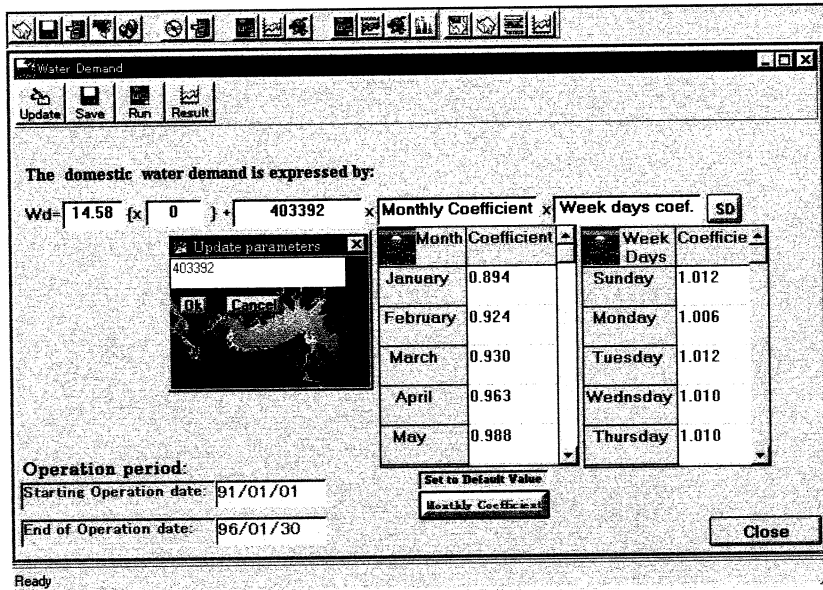 Water Demand
Update Save Run Result
The domestic water demand is expressed by:
Wd= 14.58 {x 0 } + 403392 x Monthly Coefficient x Week days coef. SD
Update parameters X
403392
Ok Cancel
Month Coefficient
January 0.894
February 0.924
March 0.930
April 0.963
May 0.988
Week Days Coefficie
Sunday 1.012
Monday 1.006
Tuesday 1.012
Wednsday 1.010
Thursday 1.010
Operation period:
Starting Operation date: 91/01/01
End of Operation date: 96/01/30
Set to Default Value
Monthly Coefficient
Close
Ready